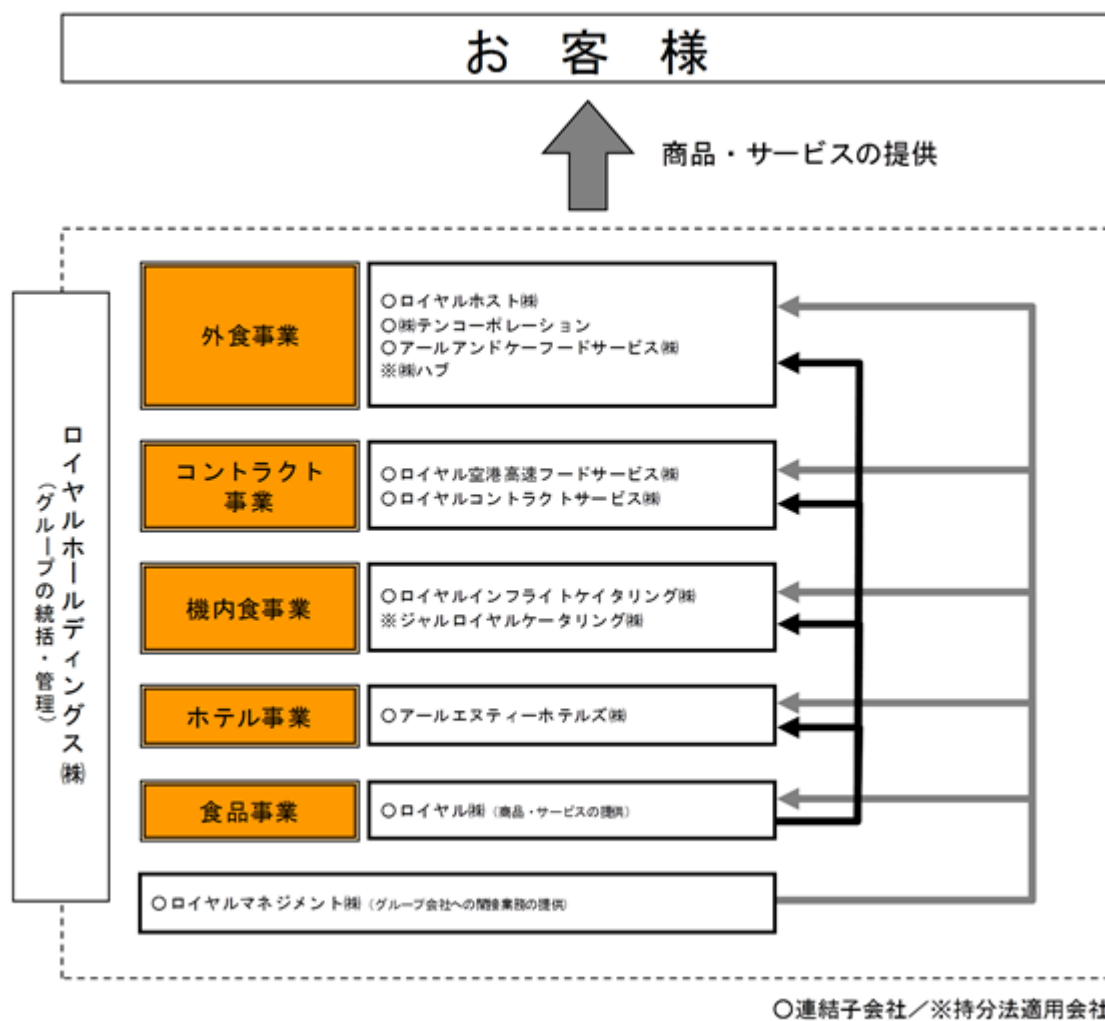 お客様
商品・サービスの提供
ロイヤルホールディングス㈱
（グループの統括・管理）
外食事業
○ロイヤルホスト㈱
○㈱テンコーポレーション
○アールアンドケーフードサービス㈱
※㈱ハブ
コントラクト
事業
○ロイヤル空港高速フードサービス㈱
○ロイヤルコントラクトサービス㈱
機内食事業
○ロイヤルインフライトケイタリング㈱
※ジャルロイヤルケータリング㈱
ホテル事業
○アールエヌティーホテルズ㈱
食品事業
○ロイヤル㈱（商品・サービスの提供）
○ロイヤルマネジメント㈱（グループ会社への間接業務の提供）
○連結子会社／※持分法適用会社